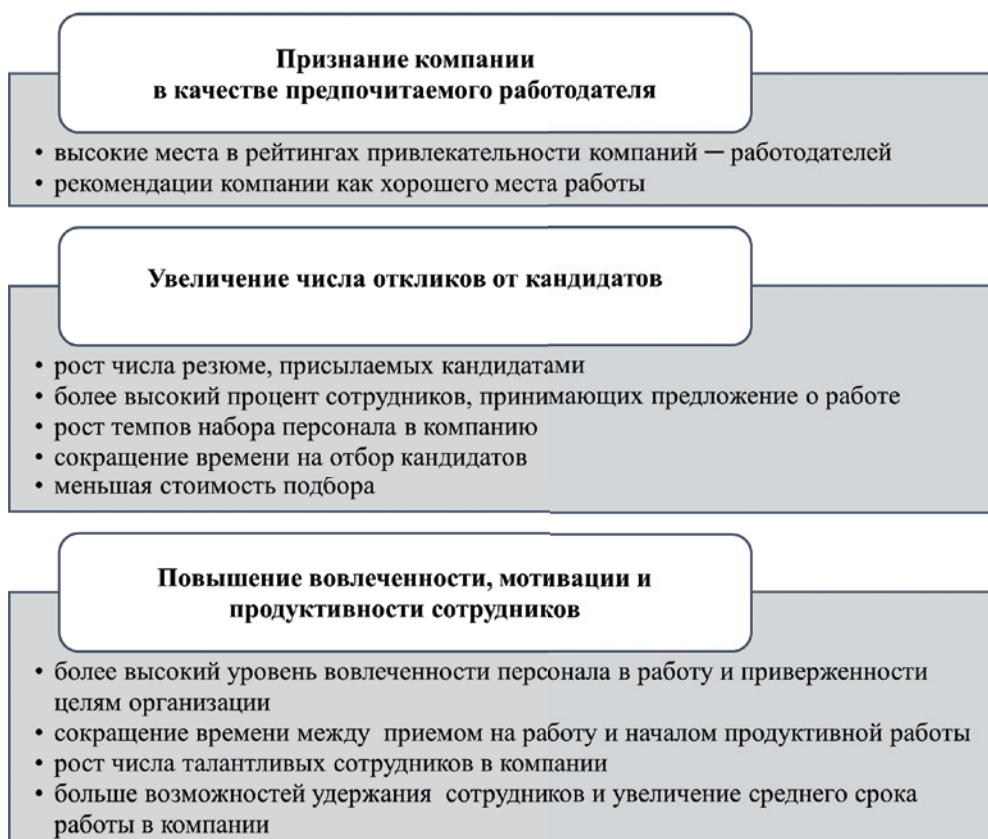 Признание компании
в качестве предпочитаемого работодателя
• высокие места в рейтингах привлекательности компаний — работодателей
• рекомендации компании как хорошего места работы
Увеличение числа откликов от кандидатов
• рост числа резюме, присылаемых кандидатами
• более высокий процент сотрудников, принимающих предложение о работе
• рост темпов набора персонала в компанию
• сокращение времени на отбор кандидатов
• меньшая стоимость подбора
Повышение вовлеченности, мотивации и
продуктивности сотрудников
• более высокий уровень вовлеченности персонала в работу и приверженности
целям организации
• сокращение времени между приемом на работу и началом продуктивной работы
• рост числа талантливых сотрудников в компании
• больше возможностей удержания сотрудников и увеличение среднего срока
работы в компании